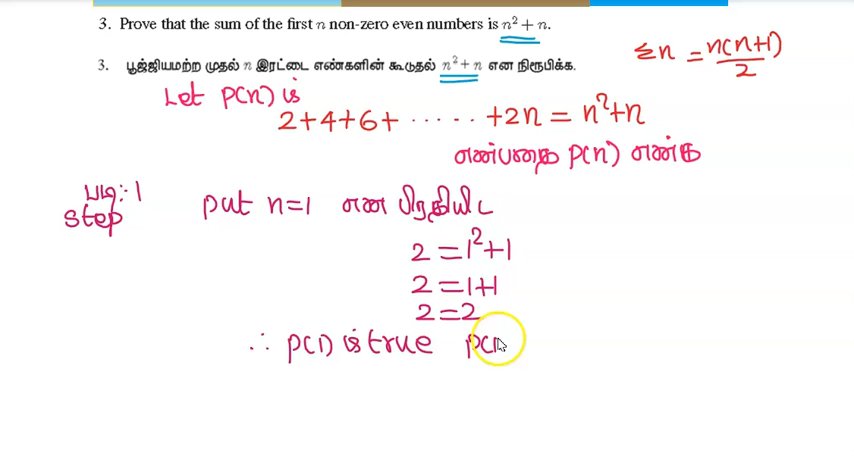 3. Prove that the sum of the first n non-zero even numbers is n² + n.
3. பூஜ்ஜியமற்ற முதல் n இரட்டை எண்களின் கூடுதல் n² + n என நிரூபிக்க.
Σn = n(n+1)/2
Let P(n) is
2+4+6+ ...... +2n = n²+n
என்பதை P(n) என்க
படி:-1
Step
put n=1 என பிரதியிட
2 = 1²+1
2 = 1+1
2 = 2
∴ P(1) is true P(1